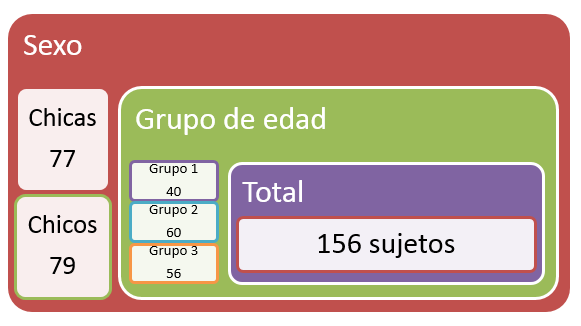 Sexo
Chicas
77
Chicos
79
Grupo de edad
Grupo 1
40
Grupo 2
60
Grupo 3
56
Total
156 sujetos